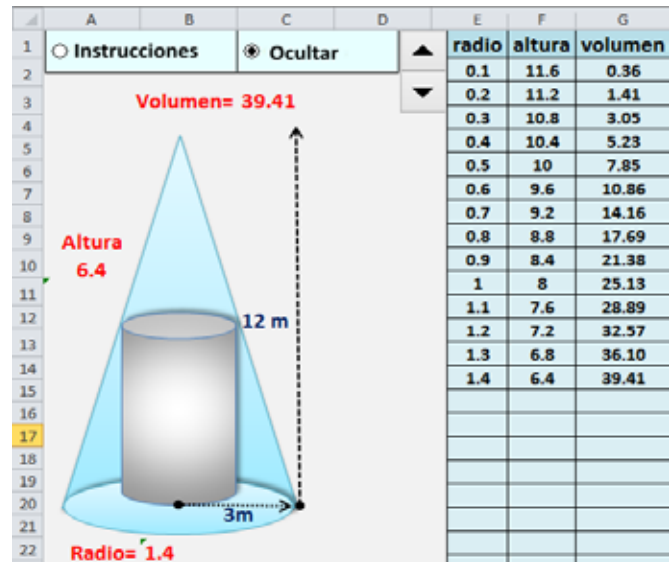 A B C D E F G
1 Instrucciones Ocultar radio altura volumen
2 0.1 11.6 0.36
3 Volumen= 39.41 0.2 11.2 1.41
4 0.3 10.8 3.05
5 0.4 10.4 5.23
6 0.5 10 7.85
7 0.6 9.6 10.86
8 0.7 9.2 14.16
9 Altura 0.8 8.8 17.69
10 6.4 0.9 8.4 21.38
11 1 8 25.13
12 12 m 1.1 7.6 28.89
13 1.2 7.2 32.57
14 1.3 6.8 36.10
15 1.4 6.4 39.41
16
17
18
19
20
21 3m
22 Radio= 1.4